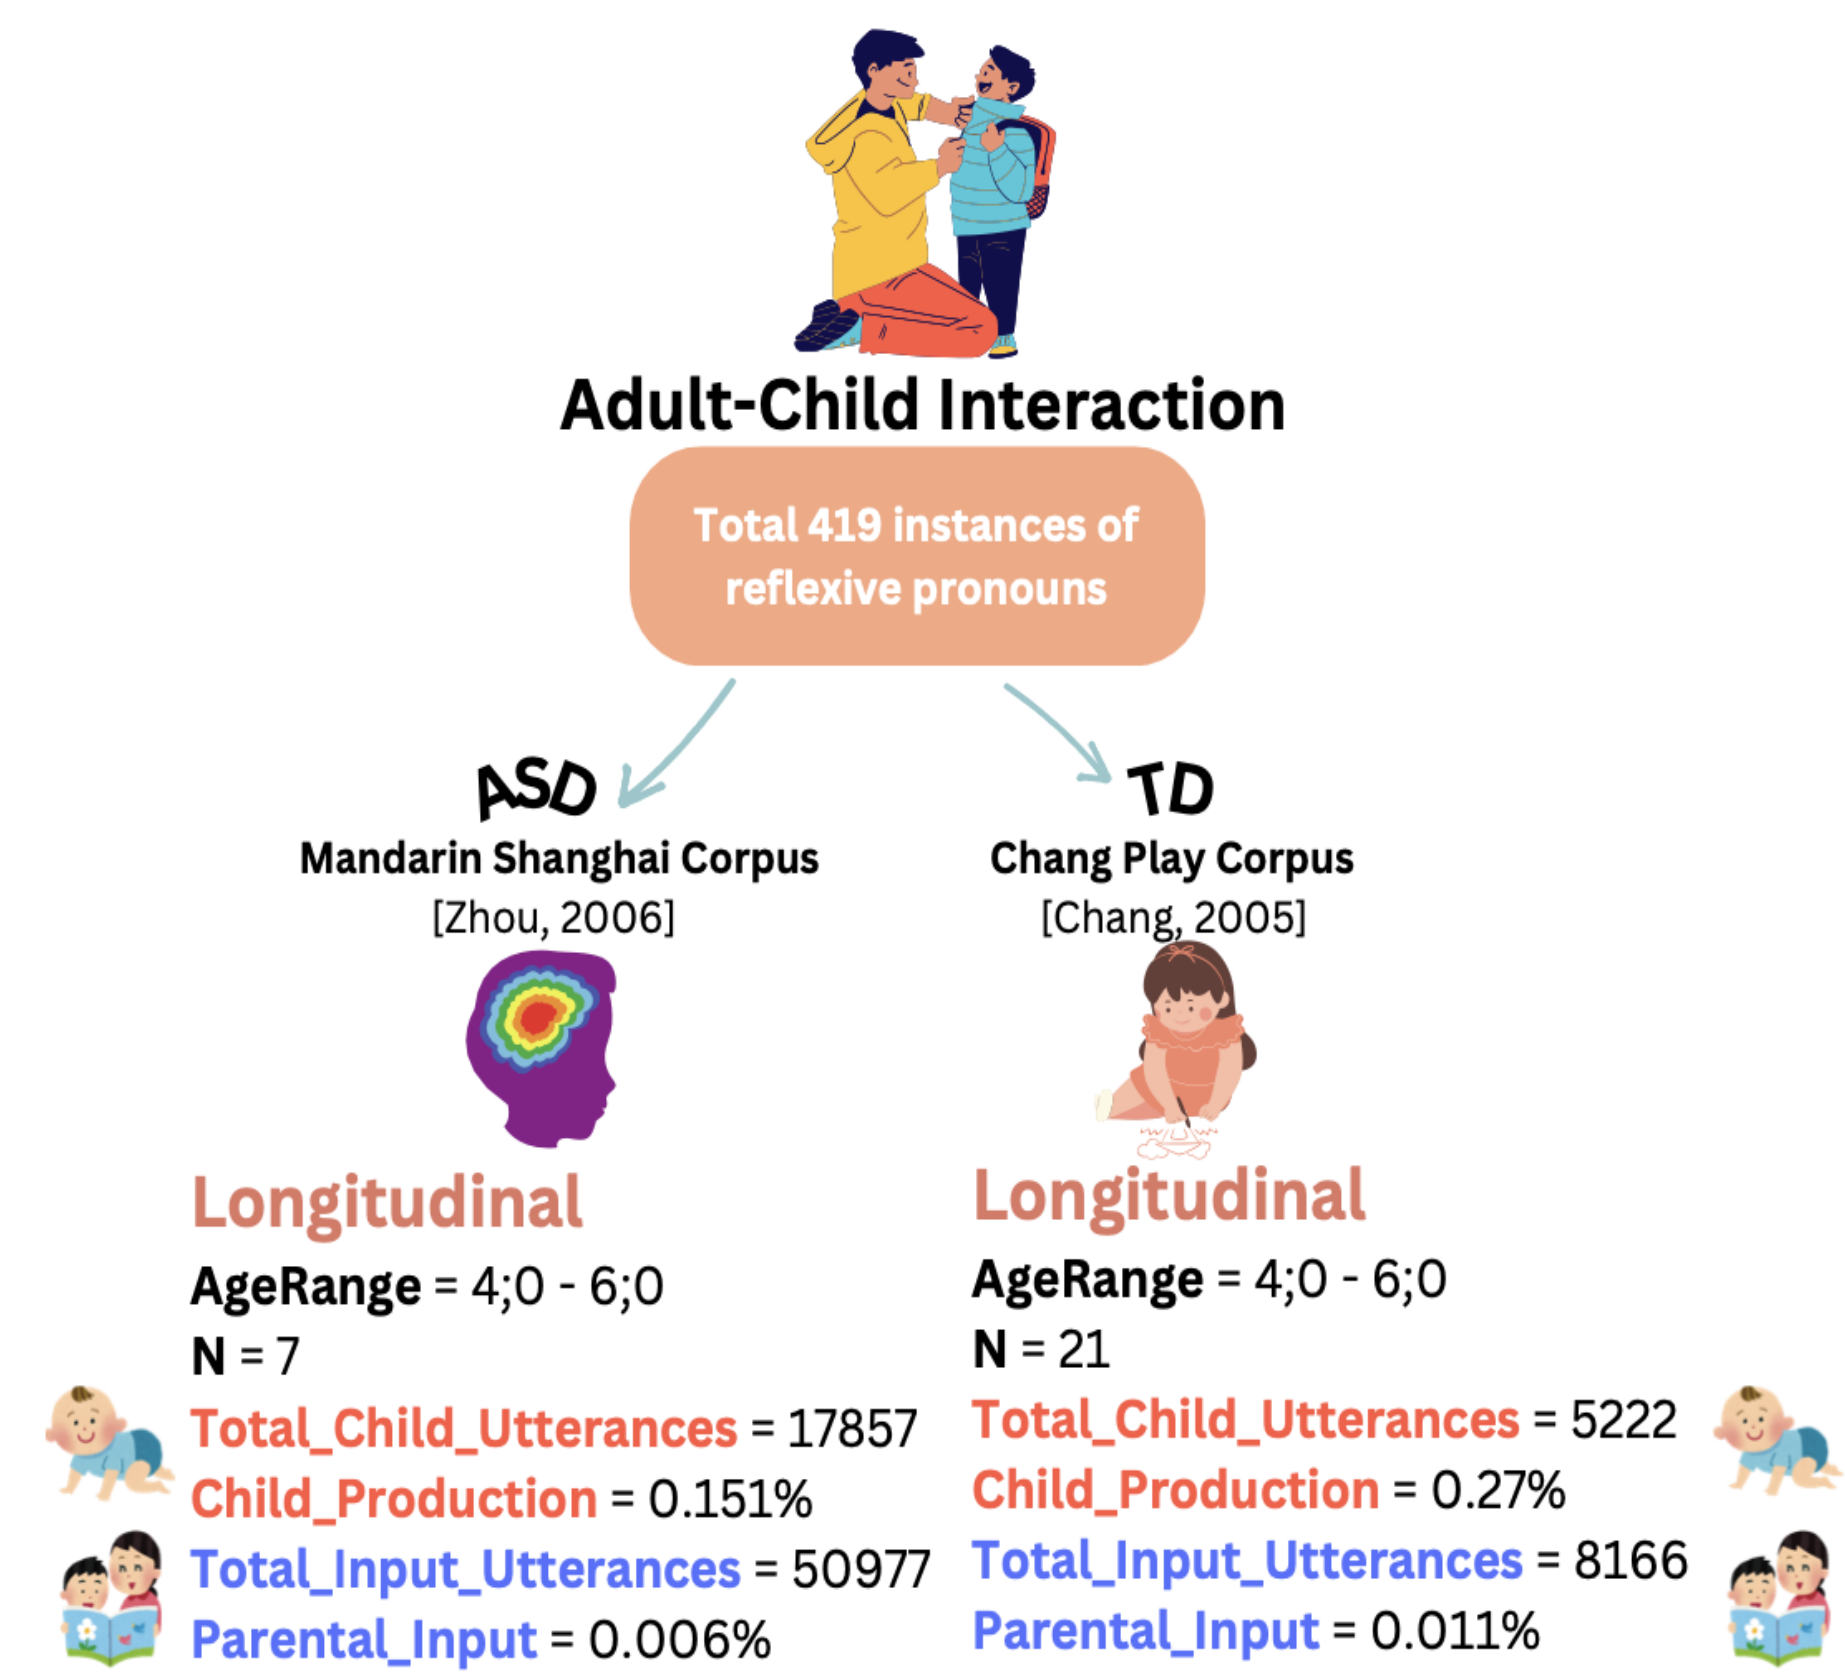 Adult-Child Interaction
Total 419 instances of
reflexive pronouns
ASD
Mandarin Shanghai Corpus
[Zhou, 2006]
Longitudinal
AgeRange = 4;0 - 6;0
N = 7
Total_Child_Utterances = 17857
Child_Production = 0.151%
Total_Input_Utterances = 50977
Parental_Input = 0.006%
TD
Chang Play Corpus
[Chang, 2005]
Longitudinal
AgeRange = 4;0 - 6;0
N = 21
Total_Child_Utterances = 5222
Child_Production = 0.27%
Total_Input_Utterances = 8166
Parental_Input = 0.011%